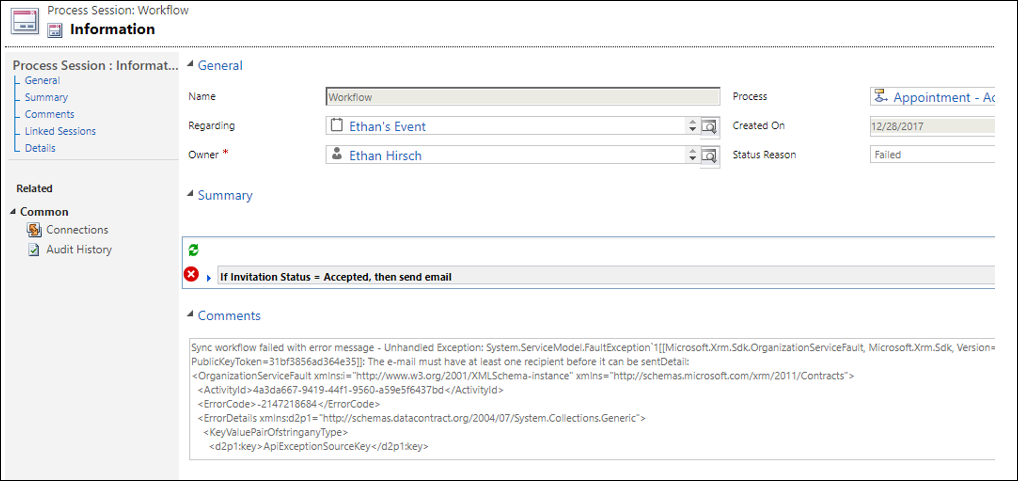 Process Session: Workflow
Information
Process Session : Informat...
General
Summary
Comments
Linked Sessions
Details
Related
Common
Connections
Audit History
General
Name Workflow Process Appointment - Ac
Regarding Ethan's Event Created On 12/28/2017
Owner * Ethan Hirsch Status Reason Failed
Summary
If Invitation Status = Accepted, then send email
Comments
Sync workflow failed with error message - Unhandled Exception: System.ServiceModel.FaultException`1[[Microsoft.Xrm.Sdk.OrganizationServiceFault, Microsoft.Xrm.Sdk, Version=
PublicKeyToken=31bf3856ad364e35]]: The e-mail must have at least one recipient before it can be sentDetail:
<OrganizationServiceFault xmlns:i="http://www.w3.org/2001/XMLSchema-instance" xmlns="http://schemas.microsoft.com/xrm/2011/Contracts">
<ActivityId>4a3da667-9419-44f1-9560-a59e5f6437bd</ActivityId>
<ErrorCode>-2147218684</ErrorCode>
<ErrorDetails xmlns:d2p1="http://schemas.datacontract.org/2004/07/System.Collections.Generic">
<KeyValuePairOfstringanyType>
<d2p1:key>ApiExceptionSourceKey</d2p1:key>